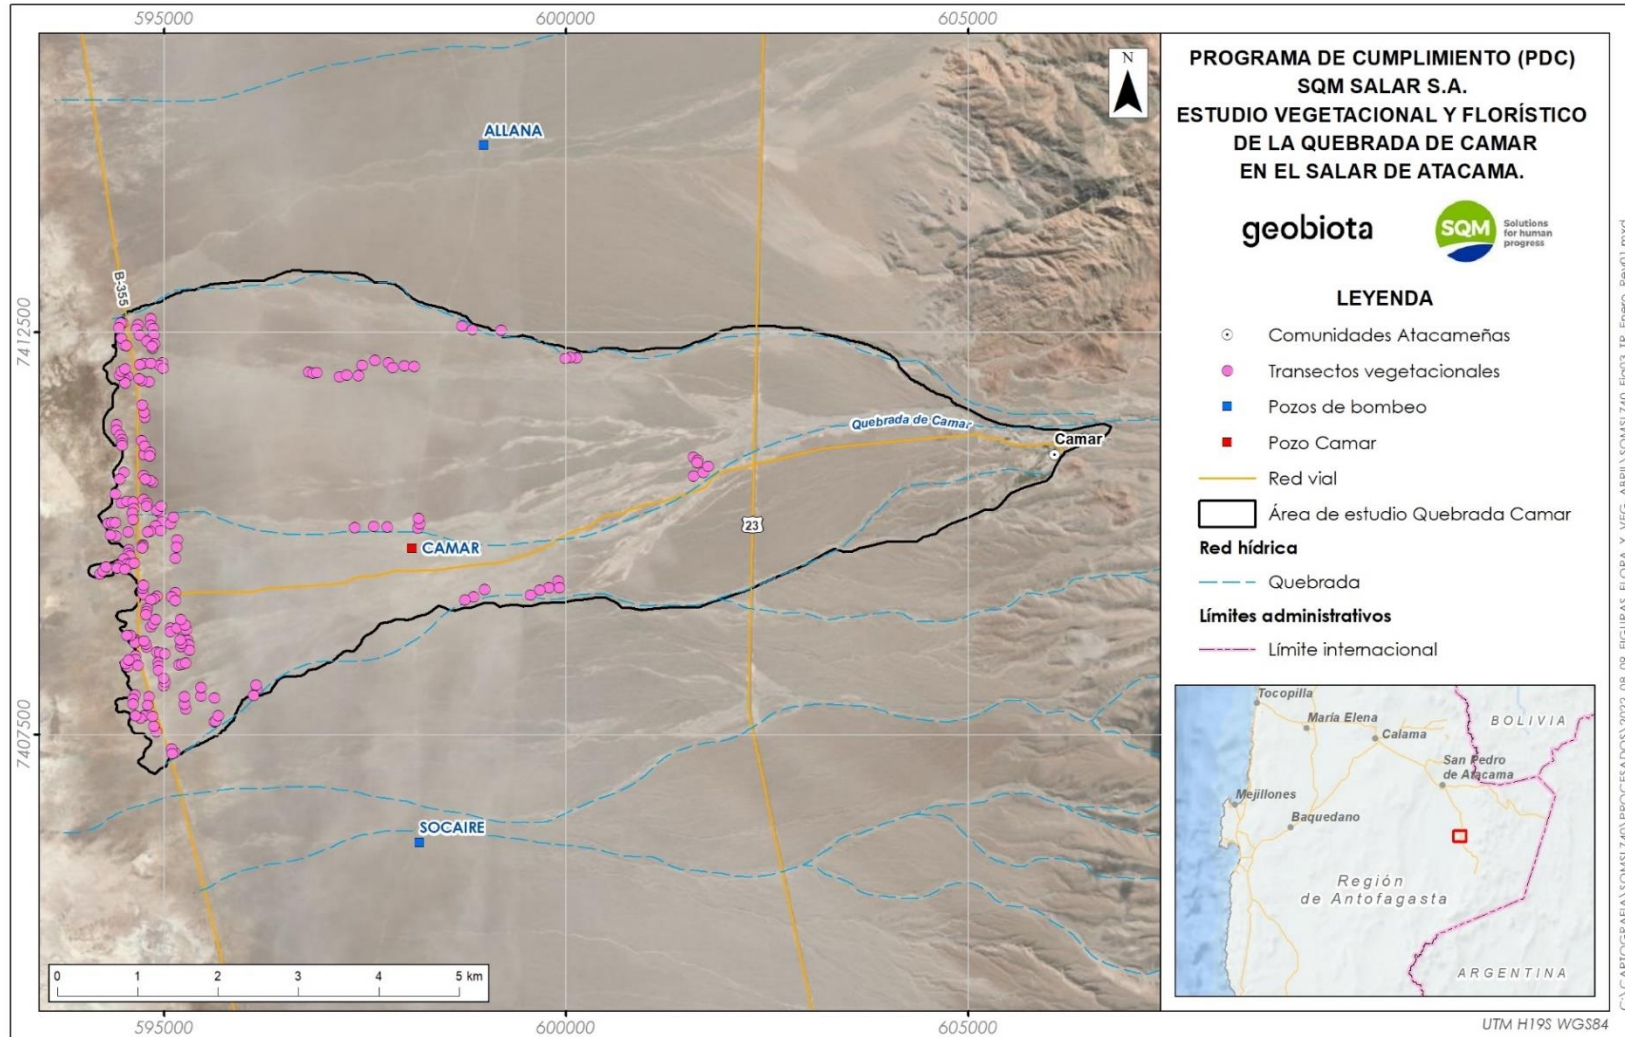 595000
600000
605000
7412500
7407500
ALLANA
B-355
Quebrada de Camar
Camar
23
CAMAR
SOCAIRE
0 1 2 3 4 5 km
595000
600000
605000
N
PROGRAMA DE CUMPLIMIENTO (PDC)
SQM SALAR S.A.
ESTUDIO VEGETACIONAL Y FLORÍSTICO
DE LA QUEBRADA DE CAMAR
EN EL SALAR DE ATACAMA.
geobiota
SQM
Solutions
for human
progress
LEYENDA
Comunidades Atacameñas
Transectos vegetacionales
Pozos de bombeo
Pozo Camar
Red vial
Área de estudio Quebrada Camar
Red hídrica
Quebrada
Límites administrativos
Límite internacional
Tocopilla
María Elena
Calama
BOLIVIA
San Pedro
de Atacama
Mejillones
Baquedano
Región
de Antofagasta
ARGENTINA
UTM H19S WGS84